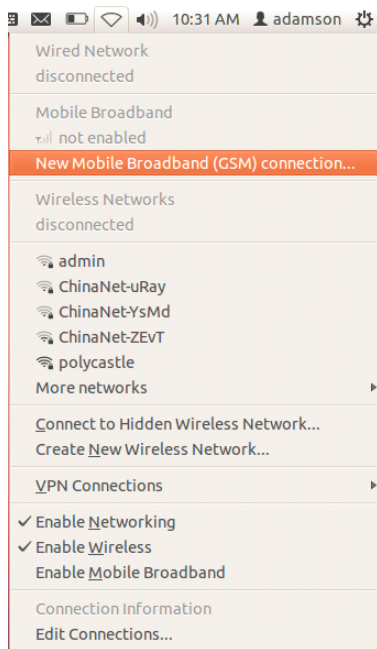 10:31 AM adamson
Wired Network
disconnected
Mobile Broadband
not enabled
New Mobile Broadband (GSM) connection...
Wireless Networks
disconnected
admin
ChinaNet-uRay
ChinaNet-YsMd
ChinaNet-ZEvT
polycastle
More networks
Connect to Hidden Wireless Network...
Create New Wireless Network...
VPN Connections
Enable Networking
Enable Wireless
Enable Mobile Broadband
Connection Information
Edit Connections...